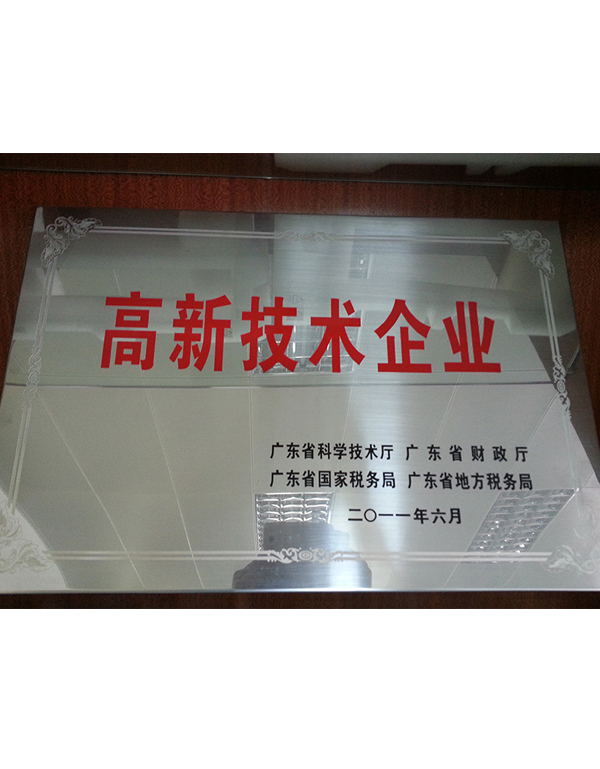 高新技术企业
广东省科学技术厅 广东省财政厅
广东省国家税务局 广东省地方税务局
二〇一一年六月